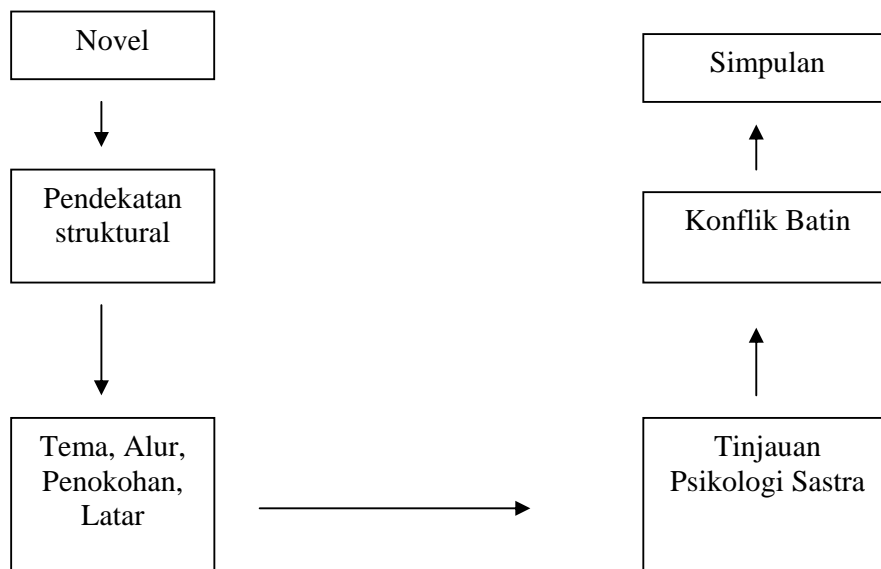 Novel
Pendekatan
struktural
Tema, Alur,
Penokohan,
Latar
Tinjauan
Psikologi Sastra
Konflik Batin
Simpulan